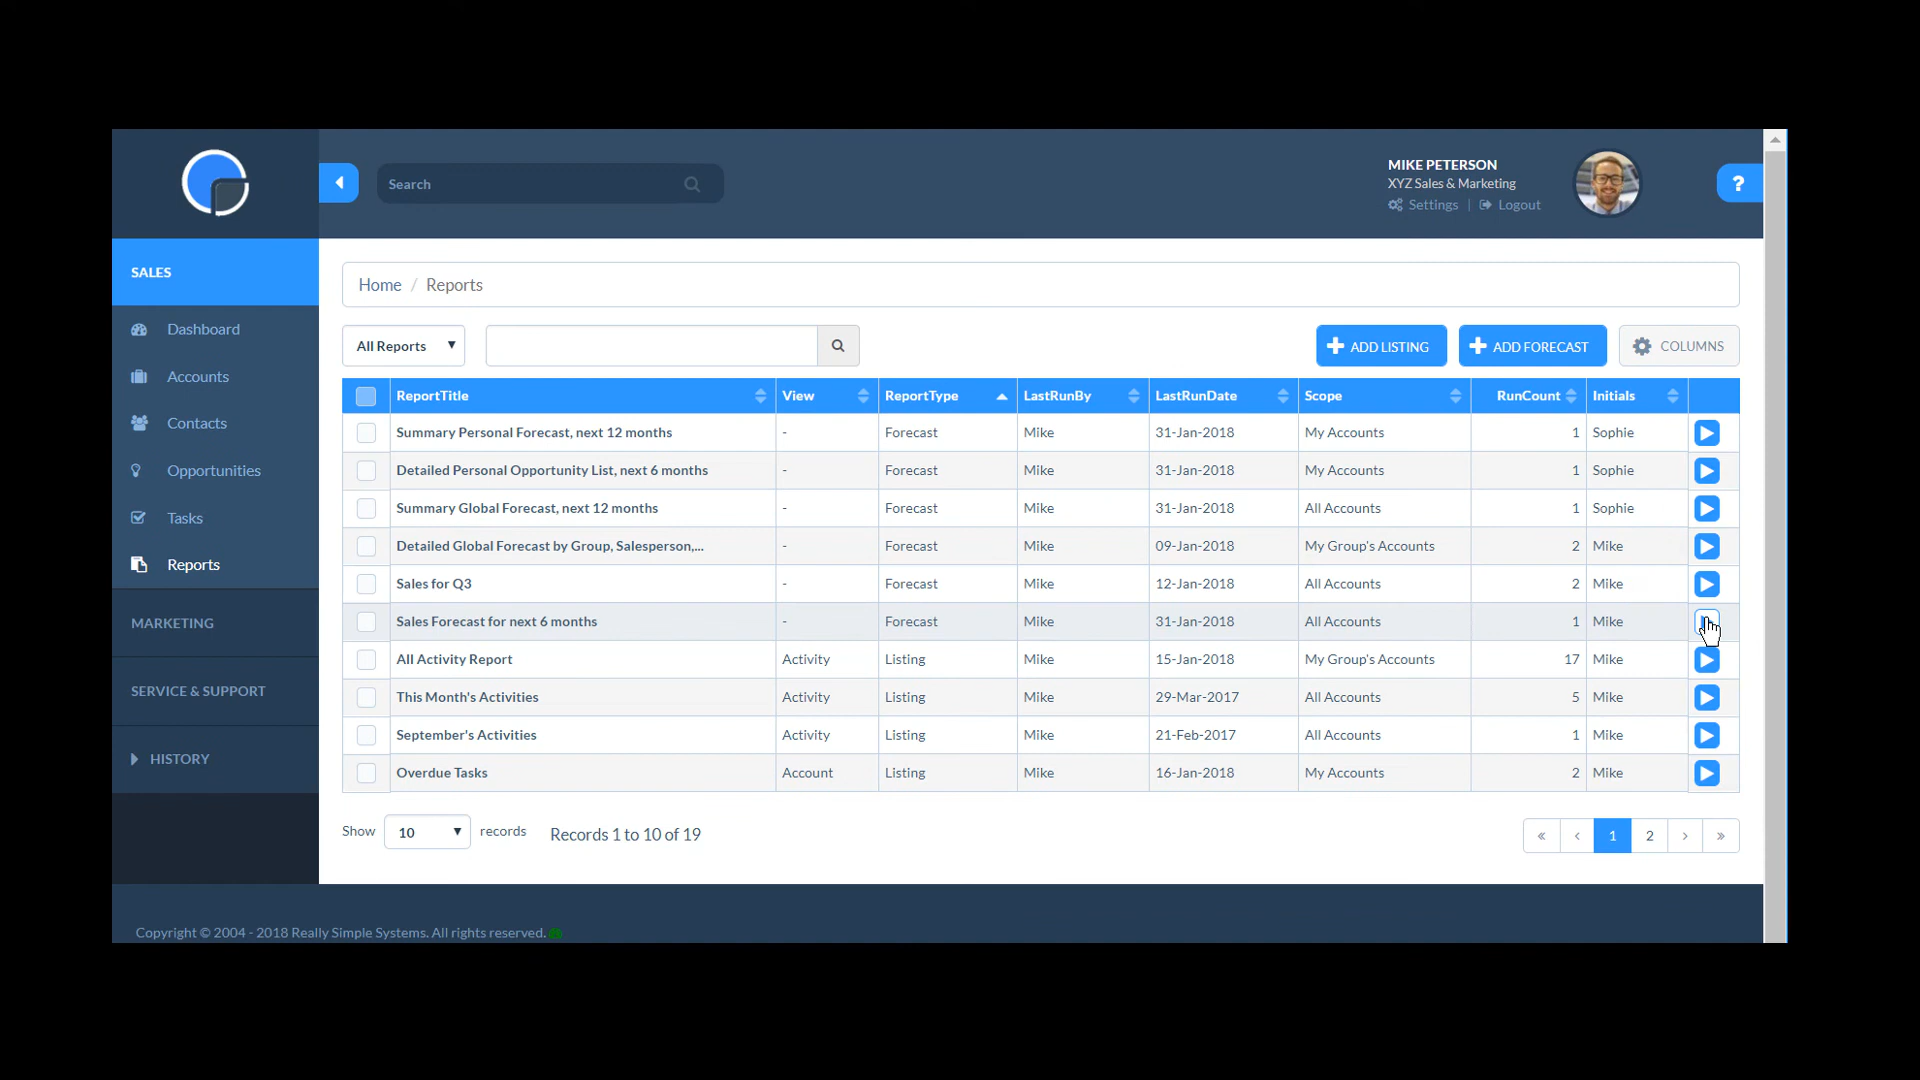 MIKE PETERSON
Search
XYZ Sales & Marketing
?
Settings | Logout
SALES
Dashboard
Accounts
Contacts
Opportunities
Tasks
Reports
MARKETING
SERVICE & SUPPORT
HISTORY
Home / Reports
All Reports ADD LISTING ADD FORECAST COLUMNS
ReportTitle View ReportType LastRunBy LastRunDate Scope RunCount Initials
Summary Personal Forecast, next 12 months - Forecast Mike 31-Jan-2018 My Accounts 1 Sophie
Detailed Personal Opportunity List, next 6 months - Forecast Mike 31-Jan-2018 My Accounts 1 Sophie
Summary Global Forecast, next 12 months - Forecast Mike 31-Jan-2018 All Accounts 1 Sophie
Detailed Global Forecast by Group, Salesperson,... - Forecast Mike 09-Jan-2018 My Group's Accounts 2 Mike
Sales for Q3 - Forecast Mike 12-Jan-2018 All Accounts 2 Mike
Sales Forecast for next 6 months - Forecast Mike 31-Jan-2018 All Accounts 1 Mike
All Activity Report Activity Listing Mike 15-Jan-2018 My Group's Accounts 17 Mike
This Month's Activities Activity Listing Mike 29-Mar-2017 All Accounts 5 Mike
September's Activities Activity Listing Mike 21-Feb-2017 All Accounts 1 Mike
Overdue Tasks Account Listing Mike 16-Jan-2018 My Accounts 2 Mike
Show 10 records Records 1 to 10 of 19 « ‹ 1 2 › »
Copyright © 2004 - 2018 Really Simple Systems. All rights reserved.